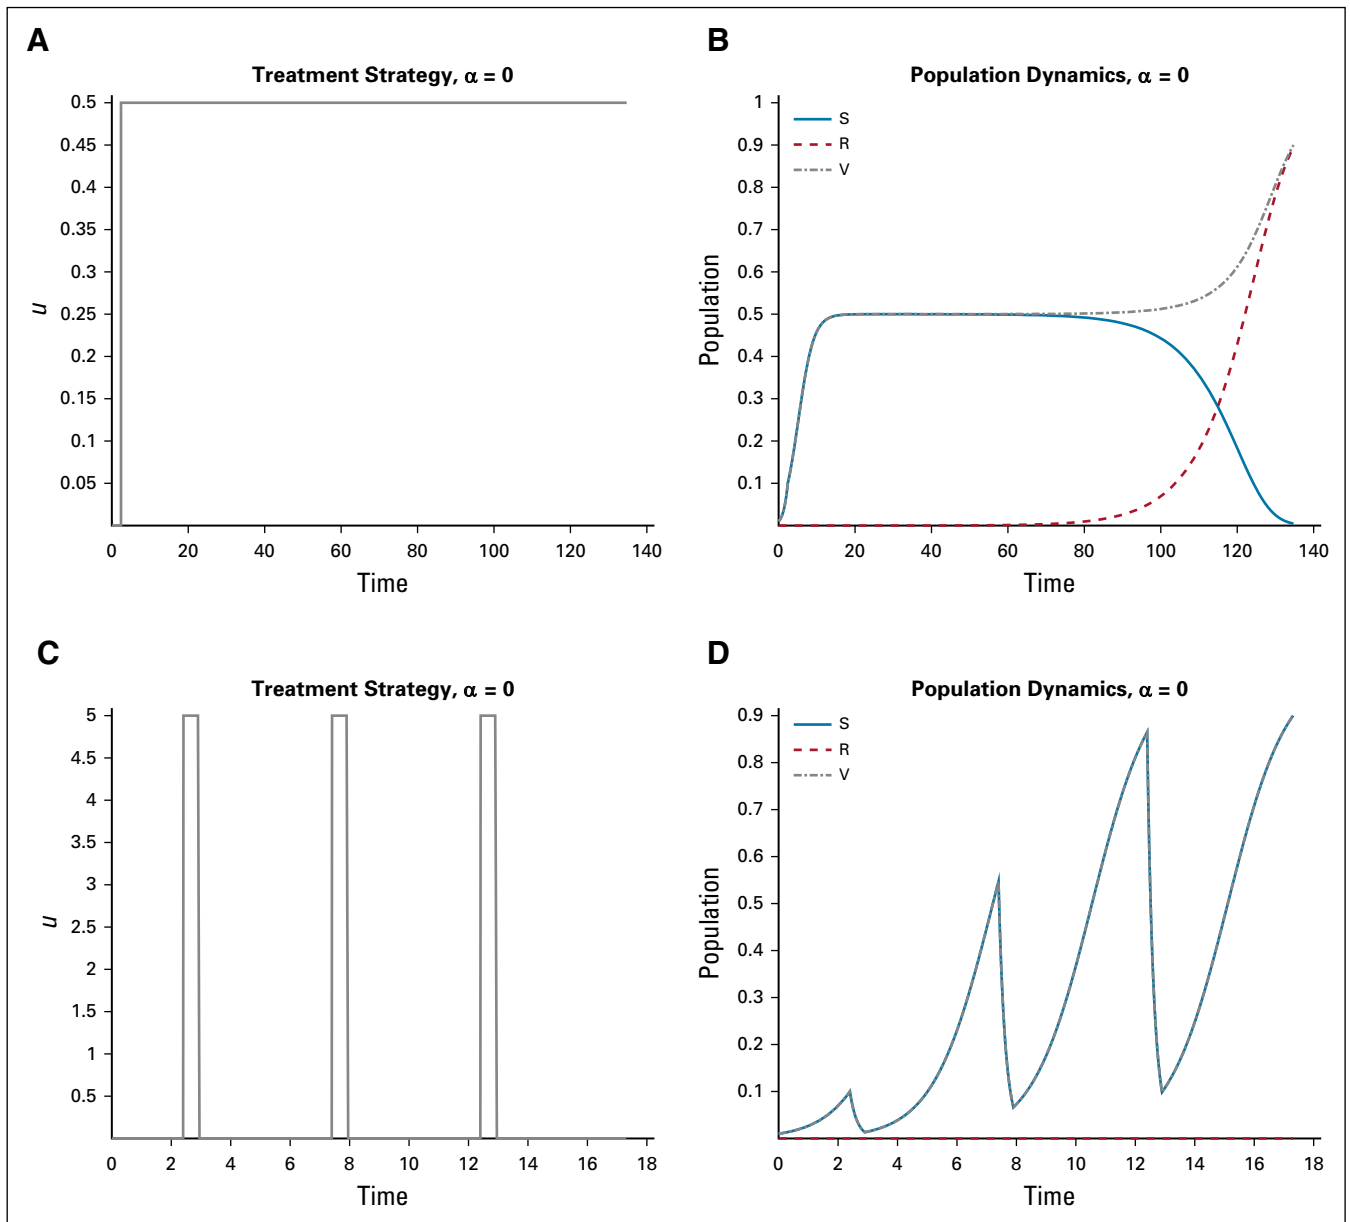 A
Treatment Strategy, α = 0
0.5
0.45
0.4
0.35
0.3
0.25
0.2
0.15
0.1
0.05
u
0 20 40 60 80 100 120 140
Time
B
Population Dynamics, α = 0
1
0.9
0.8
0.7
0.6
0.5
0.4
0.3
0.2
0.1
Population
S
R
V
0 20 40 60 80 100 120 140
Time
C
Treatment Strategy, α = 0
5
4.5
4
3.5
3
2.5
2
1.5
1
0.5
u
0 2 4 6 8 10 12 14 16 18
Time
D
Population Dynamics, α = 0
0.9
0.8
0.7
0.6
0.5
0.4
0.3
0.2
0.1
Population
S
R
V
0 2 4 6 8 10 12 14 16 18
Time